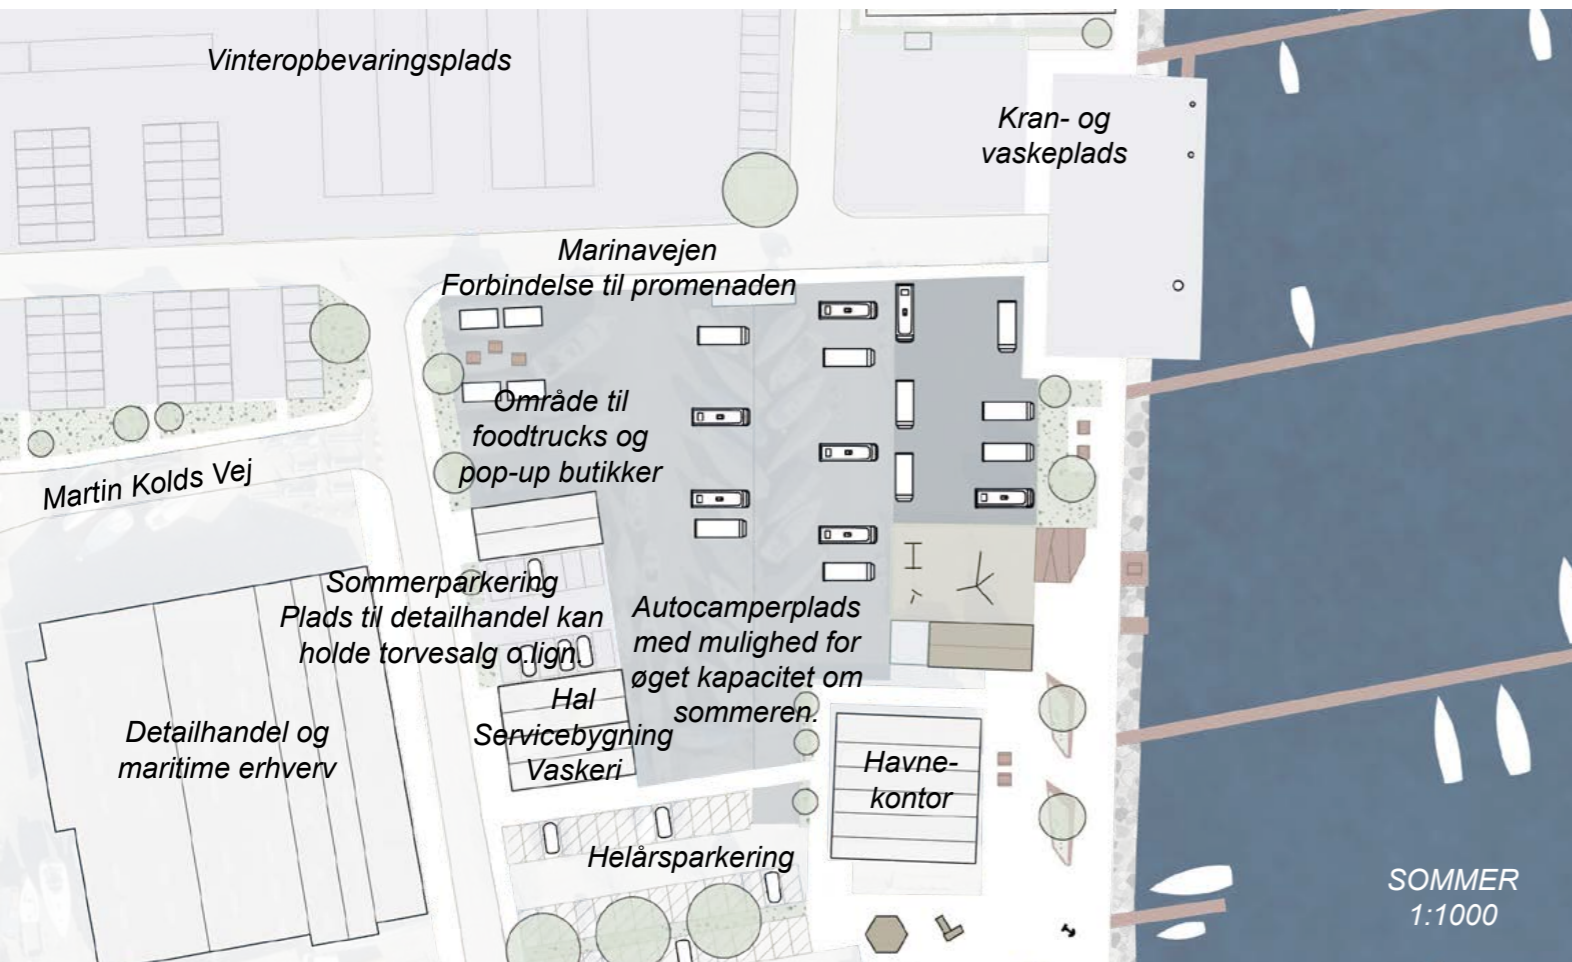 Vinteropbevaringsplads
Kran- og
vaskeplads
Marinavejen
Forbindelse til promenaden
Område til
foodtrucks og
pop-up butikker
Martin Kolds Vej
Sommerparkering
Plads til detailhandel kan
holde torvesalg o.lign.
Autocamperplads
med mulighed for
øget kapacitet om
sommeren.
Hal
Servicebygning
Vaskeri
Detailhandel og
maritime erhverv
Havne-
kontor
Helårsparkering
SOMMER
1:1000